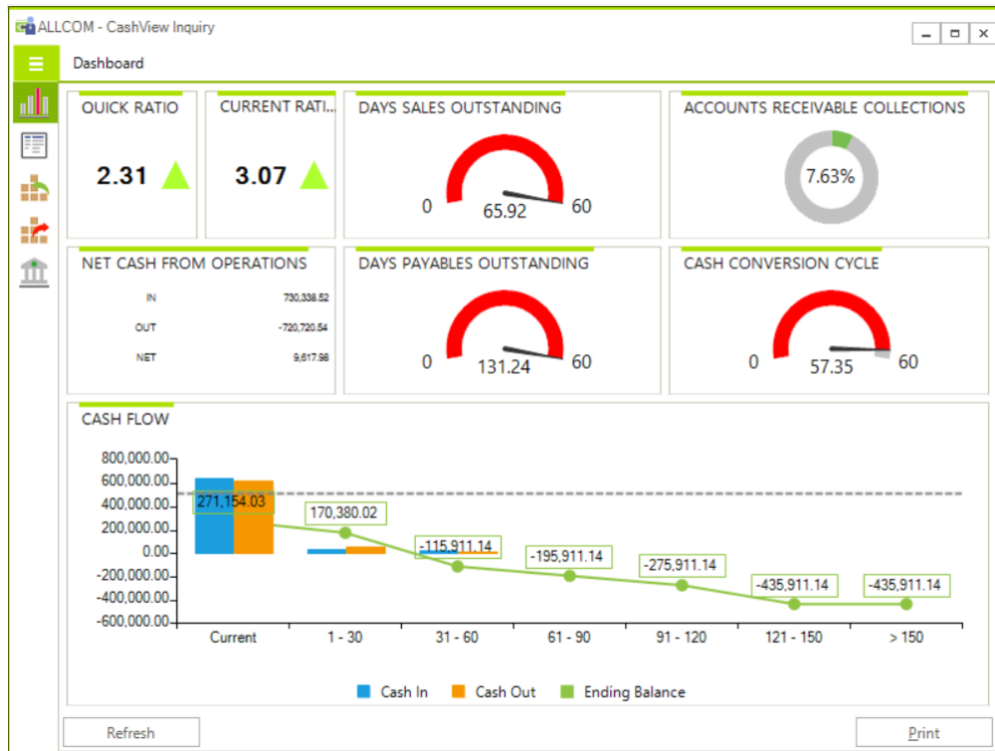 ALLCOM - CashView Inquiry
Dashboard
QUICK RATIO
2.31
CURRENT RATI...
3.07
DAYS SALES OUTSTANDING
0
65.92
60
ACCOUNTS RECEIVABLE COLLECTIONS
7.63%
NET CASH FROM OPERATIONS
IN 730,338.52
OUT -720,720.54
NET 9,617.98
DAYS PAYABLES OUTSTANDING
0
131.24
60
CASH CONVERSION CYCLE
0
57.35
60
CASH FLOW
800,000.00
600,000.00
400,000.00
200,000.00
0.00
-200,000.00
-400,000.00
-600,000.00
271,154.03
170,380.02
-115,911.14
-195,911.14
-275,911.14
-435,911.14
-435,911.14
Current 1 - 30 31 - 60 61 - 90 91 - 120 121 - 150 > 150
Cash In Cash Out Ending Balance
Refresh
Print